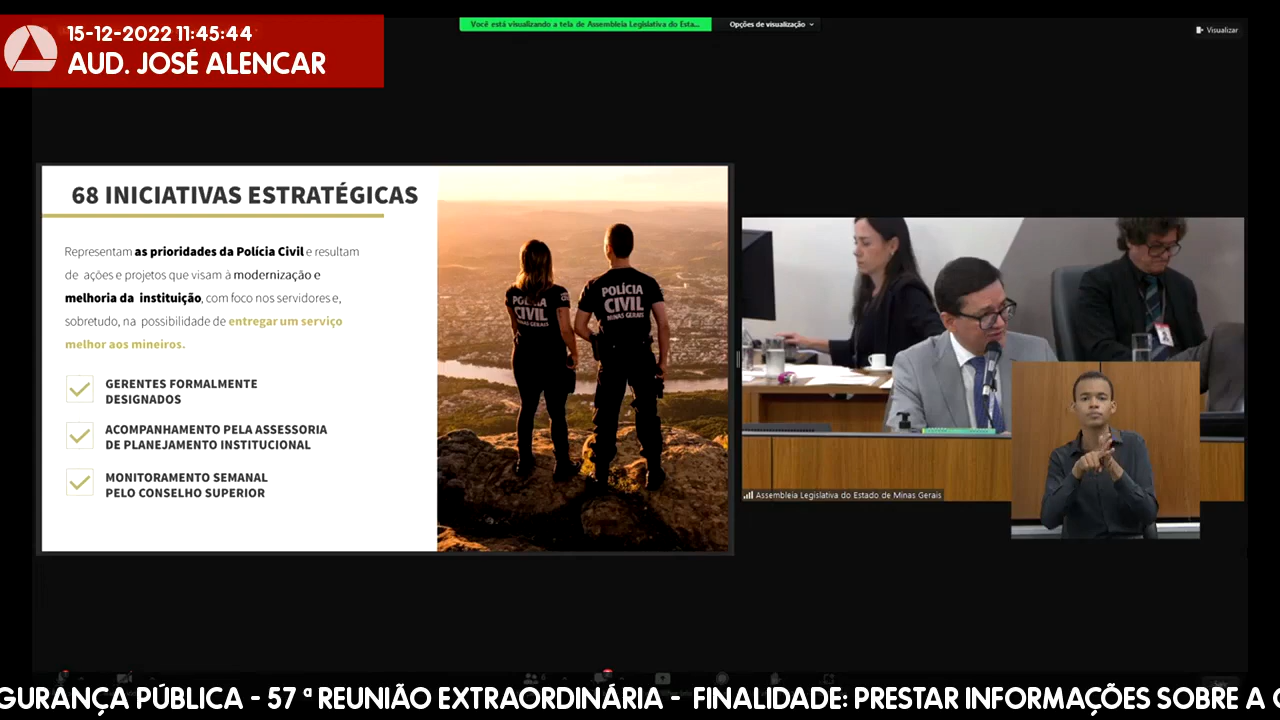 15-12-2022 11:45:44
AUD. JOSÉ ALENCAR
Você está visualizando a tela de Assembleia Legislativa do Esta...
Opções de visualização
Visualizar
68 INICIATIVAS ESTRATÉGICAS
Representam as prioridades da Polícia Civil e resultam
de ações e projetos que visam à modernização e
melhoria da instituição, com foco nos servidores e,
sobretudo, na possibilidade de entregar um serviço
melhor aos mineiros.
GERENTES FORMALMENTE
DESIGNADOS
ACOMPANHAMENTO PELA ASSESSORIA
DE PLANEJAMENTO INSTITUCIONAL
MONITORAMENTO SEMANAL
PELO CONSELHO SUPERIOR
POLÍCIA
CIVIL
MINAS GERAIS
POLÍCIA
CIVIL
MINAS GERAIS
Assembleia Legislativa do Estado de Minas Gerais
GURANÇA PÚBLICA - 57 ª REUNIÃO EXTRAORDINÁRIA - FINALIDADE: PRESTAR INFORMAÇÕES SOBRE A